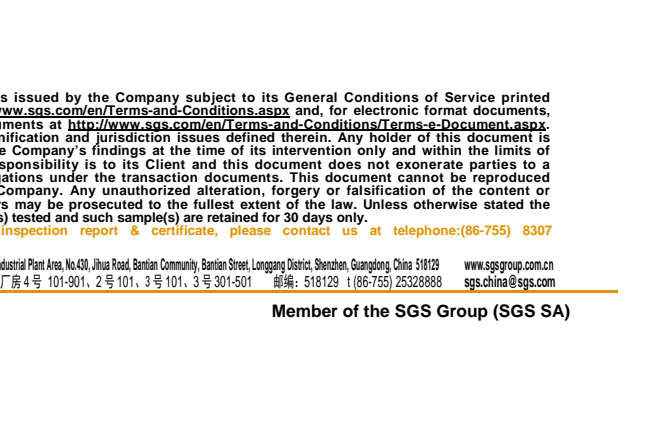 s issued by the Company subject to its General Conditions of Service printed
www.sgs.com/en/Terms-and-Conditions.aspx and, for electronic format documents,
uments at http://www.sgs.com/en/Terms-and-Conditions/Terms-e-Document.aspx.
nification and jurisdiction issues defined therein. Any holder of this document is
e Company's findings at the time of its intervention only and within the limits of
sponsibility is to its Client and this document does not exonerate parties to a
gations under the transaction documents. This document cannot be reproduced
Company. Any unauthorized alteration, forgery or falsification of the content or
rs may be prosecuted to the fullest extent of the law. Unless otherwise stated the
s) tested and such sample(s) are retained for 30 days only.
inspection report & certificate, please contact us at telephone:(86-755) 8307
ndustrial Plant Area, No.430, Jihua Road, Bantian Community, Bantian Street, Longgang District, Shenzhen, Guangdong, China 518129 www.sgsgroup.com.cn
厂房4号 101-901、2号101、3号101、3号301-501 邮编: 518129 t (86-755) 25328888 sgs.china@sgs.com
Member of the SGS Group (SGS SA)